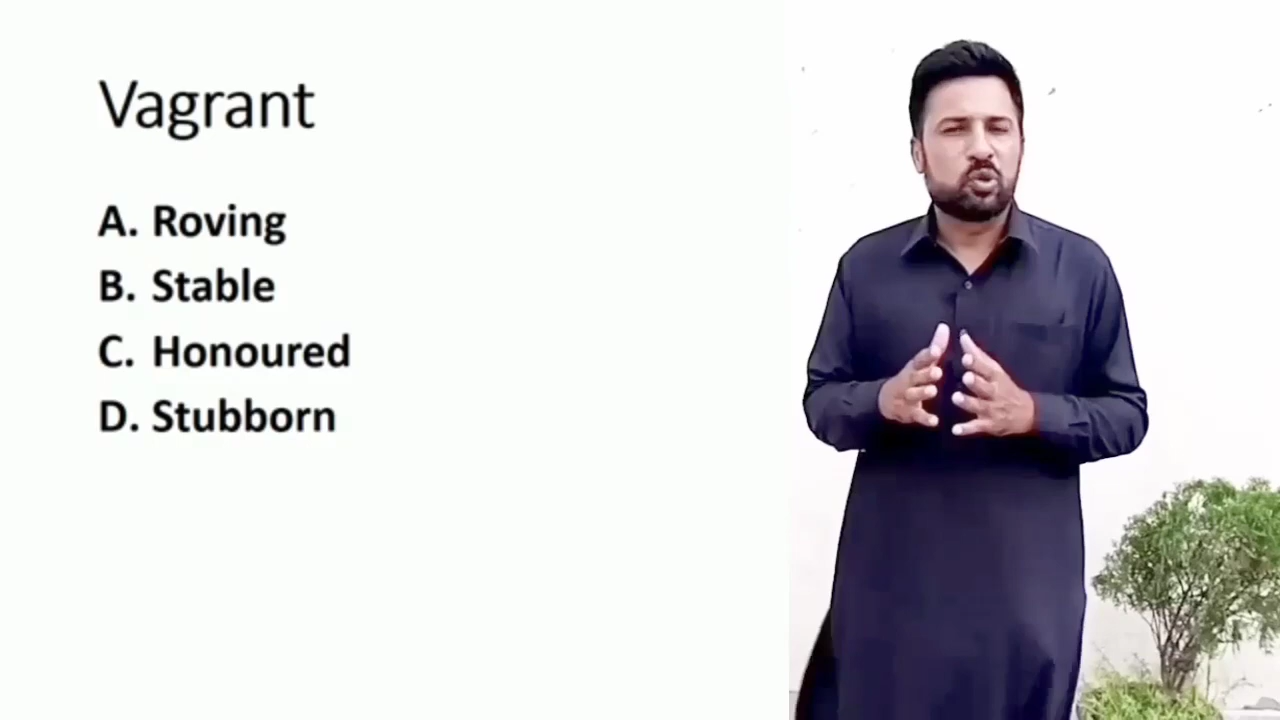 Vagrant
A. Roving
B. Stable
C. Honoured
D. Stubborn